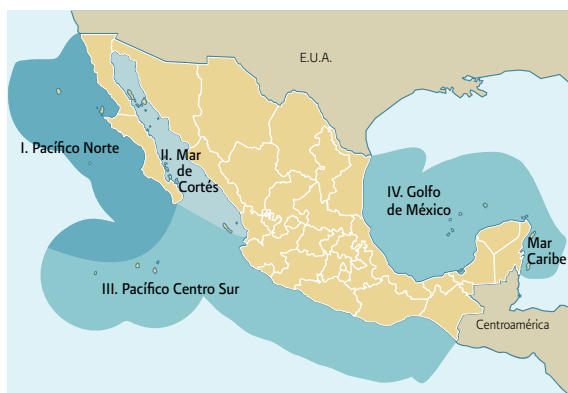 E.U.A.
I. Pacífico Norte
II. Mar
de
Cortés
IV. Golfo
de México
Mar
Caribe
III. Pacífico Centro Sur
Centroamérica